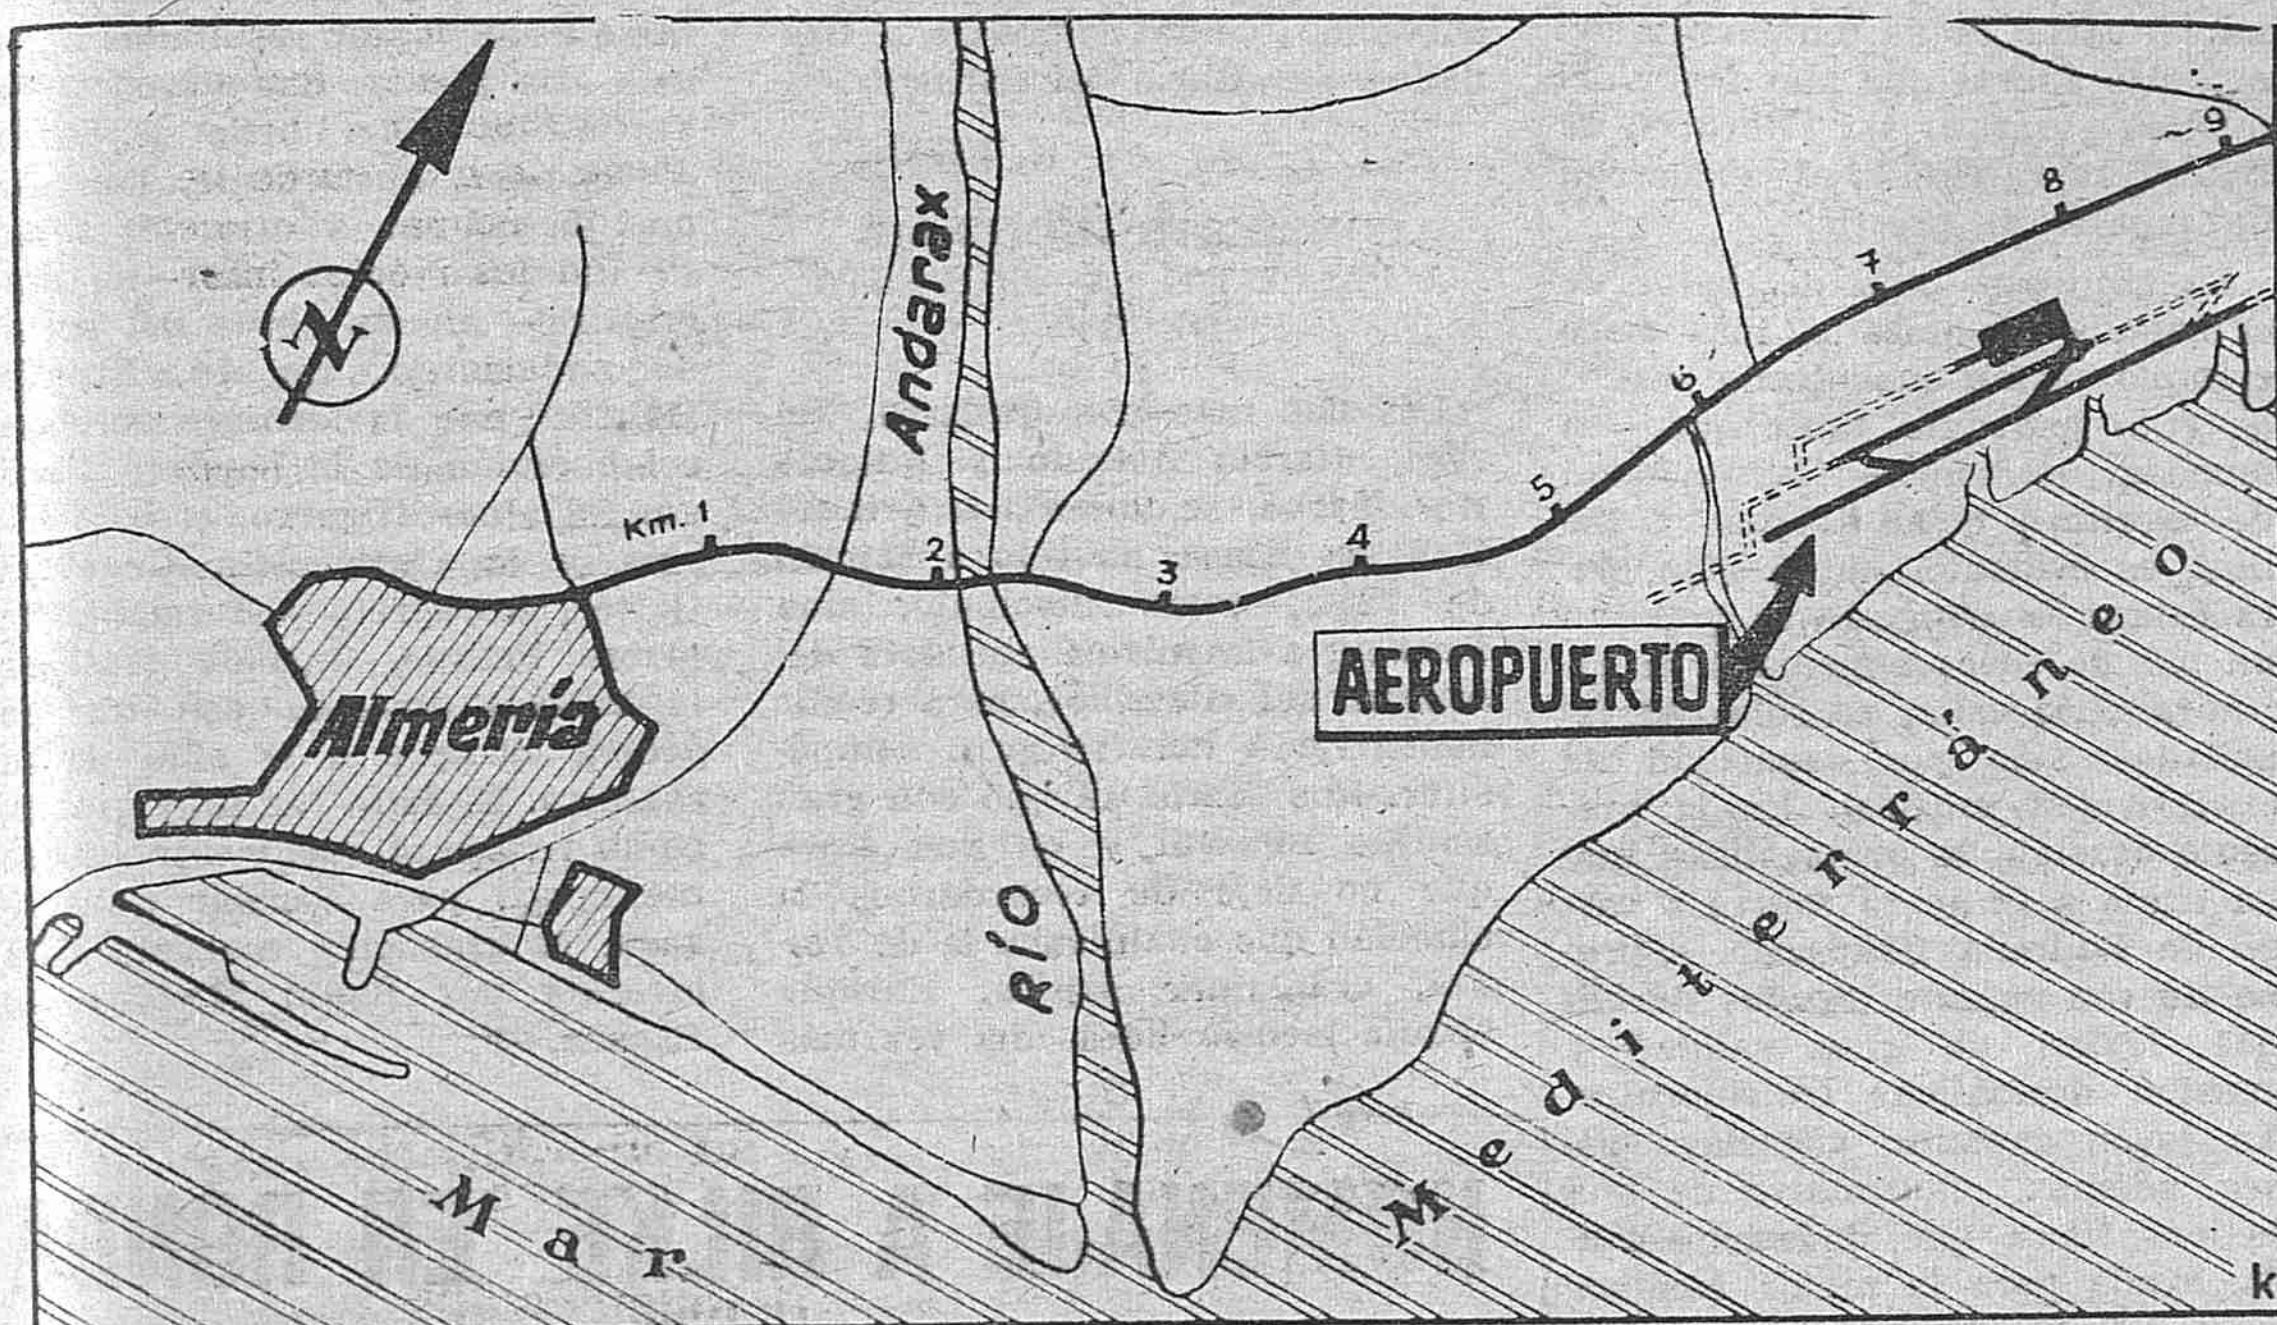 N
Andarax
Km. 1
2
3
4
5
6
7
8
9
Almería
AEROPUERTO
RÍO
Mar Mediterráneo
k